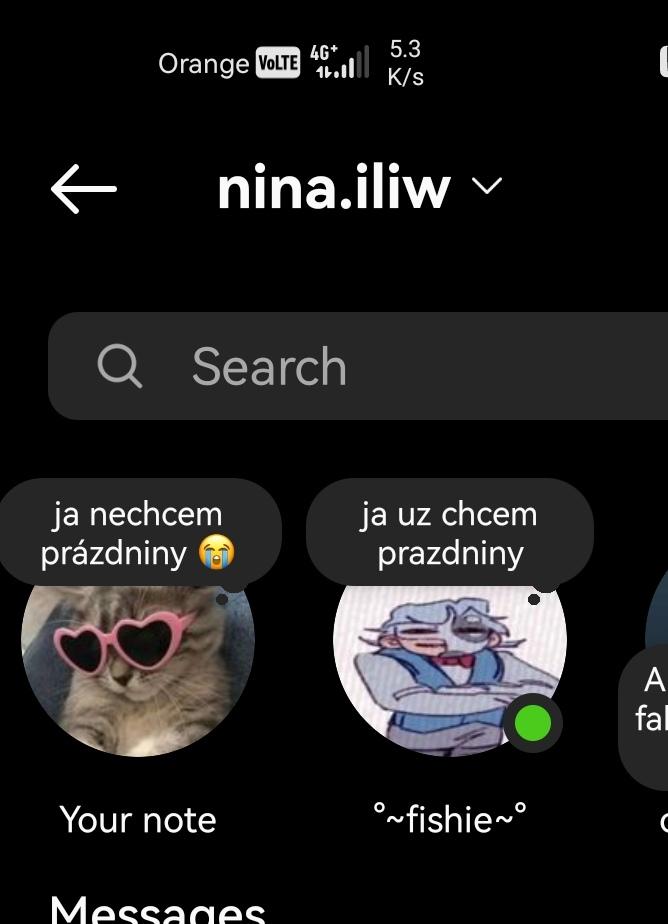 Orange VoLTE 4G+ 5.3
K/s
nina.iliw
Search
ja nechcem
prázdniny 😭
ja uz chcem
prazdniny
A
fal
Your note
°~fishie~°
Messages